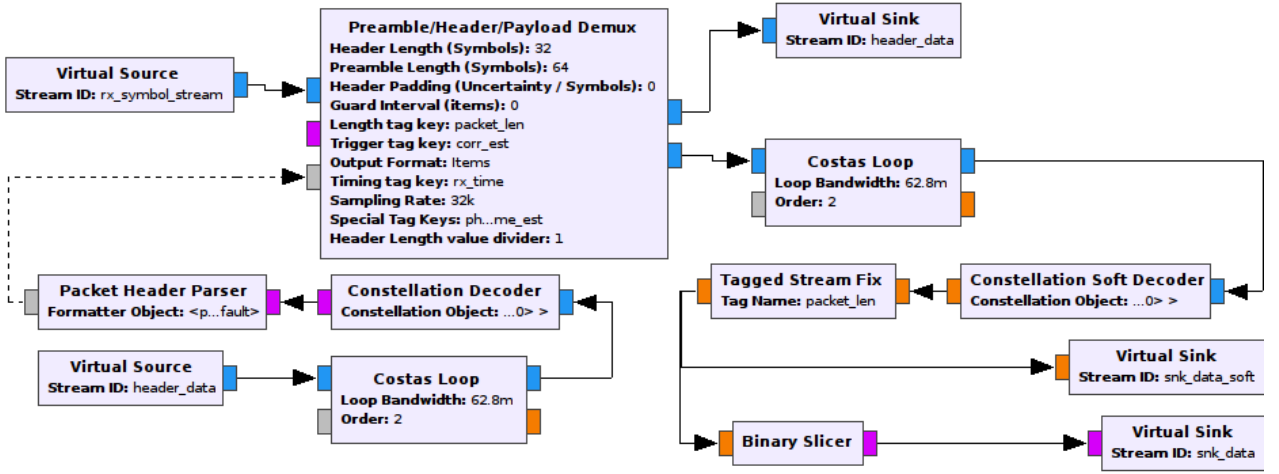 Virtual Source
Stream ID: rx_symbol_stream
Preamble/Header/Payload Demux
Header Length (Symbols): 32
Preamble Length (Symbols): 64
Header Padding (Uncertainty / Symbols): 0
Guard Interval (items): 0
Length tag key: packet_len
Trigger tag key: corr_est
Output Format: Items
Timing tag key: rx_time
Sampling Rate: 32k
Special Tag Keys: ph...me_est
Header Length value divider: 1
Virtual Sink
Stream ID: header_data
Costas Loop
Loop Bandwidth: 62.8m
Order: 2
Packet Header Parser
Formatter Object: <p...fault>
Constellation Decoder
Constellation Object: ...0> >
Tagged Stream Fix
Tag Name: packet_len
Constellation Soft Decoder
Constellation Object: ...0> >
Virtual Source
Stream ID: header_data
Costas Loop
Loop Bandwidth: 62.8m
Order: 2
Virtual Sink
Stream ID: snk_data_soft
Binary Slicer
Virtual Sink
Stream ID: snk_data